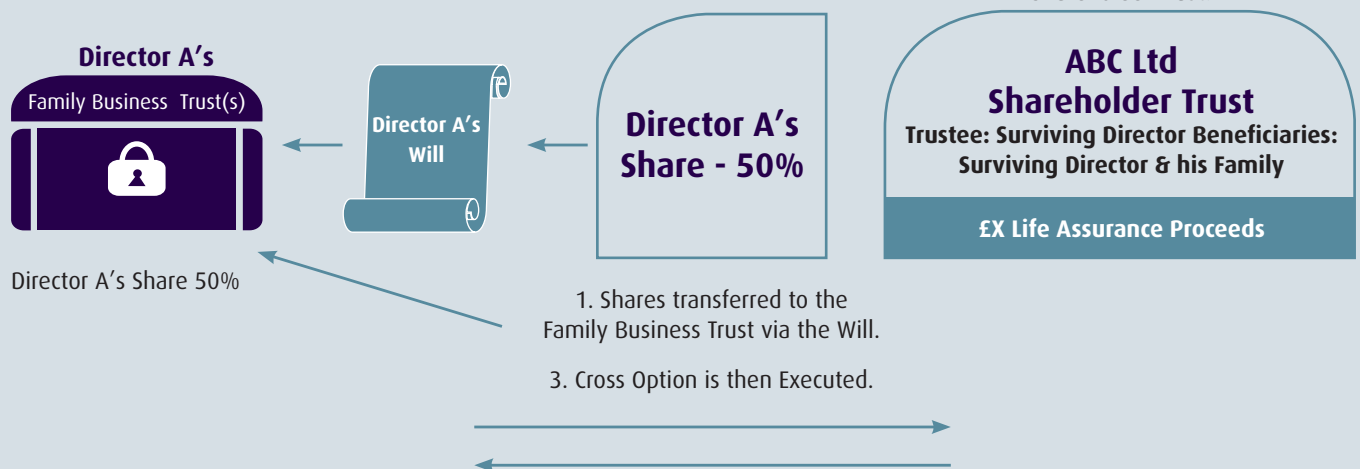 Director A's
Family Business Trust(s)
Director A's Share 50%
Director A's
Will
Director A's
Share - 50%
ABC Ltd
Shareholder Trust
Trustee: Surviving Director Beneficiaries:
Surviving Director & his Family
£X Life Assurance Proceeds
1. Shares transferred to the
Family Business Trust via the Will.
3. Cross Option is then Executed.